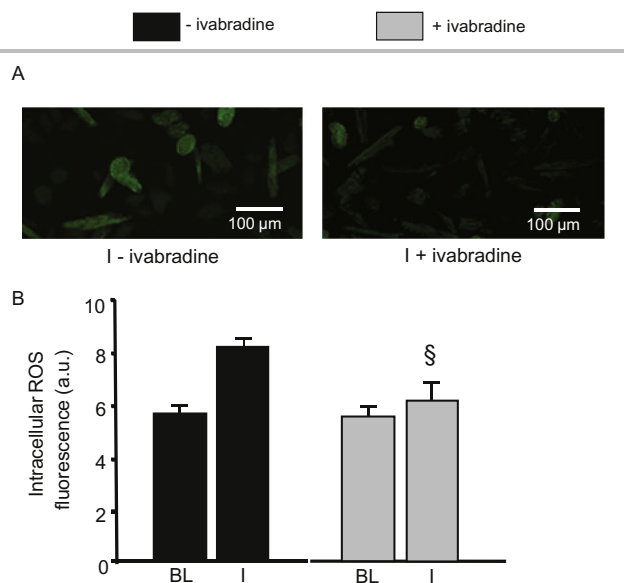 - ivabradine
+ ivabradine
A
100 µm
100 µm
I - ivabradine
I + ivabradine
B
Intracellular ROS
fluorescence (a.u.)
10
8
6
4
2
0
§
BL
I
BL
I